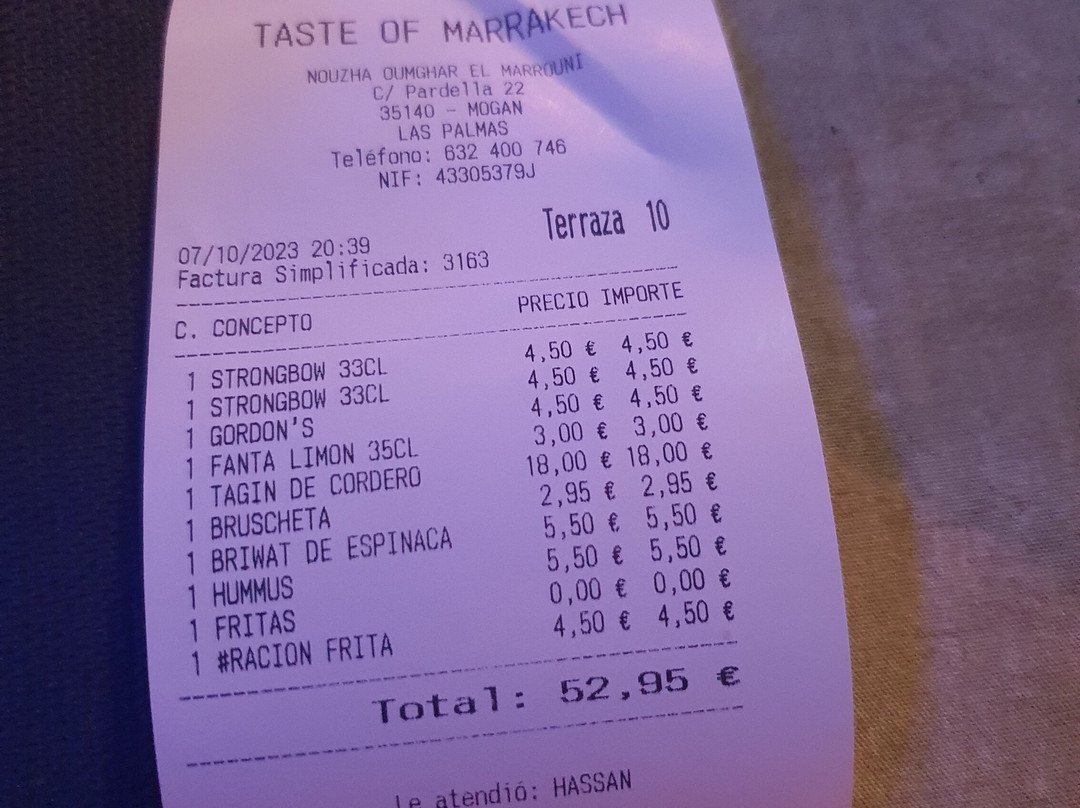 TASTE OF MARRAKECH
NOUZHA OUMGHAR EL MARROUNI
C/ Pardella 22
35140 - MOGAN
LAS PALMAS
Teléfono: 632 400 746
NIF: 43305379J
Terraza 10
07/10/2023 20:39
Factura Simplificada: 3163
C. CONCEPTO PRECIO IMPORTE
1 STRONGBOW 33CL 4,50 € 4,50 €
1 STRONGBOW 33CL 4,50 € 4,50 €
1 GORDON'S 4,50 € 4,50 €
1 FANTA LIMON 35CL 3,00 € 3,00 €
1 TAGIN DE CORDERO 18,00 € 18,00 €
1 BRUSCHETA 2,95 € 2,95 €
1 BRIWAT DE ESPINACA 5,50 € 5,50 €
1 HUMMUS 5,50 € 5,50 €
1 FRITAS 0,00 € 0,00 €
1 #RACION FRITA 4,50 € 4,50 €
Total: 52,95 €
Le atendió: HASSAN